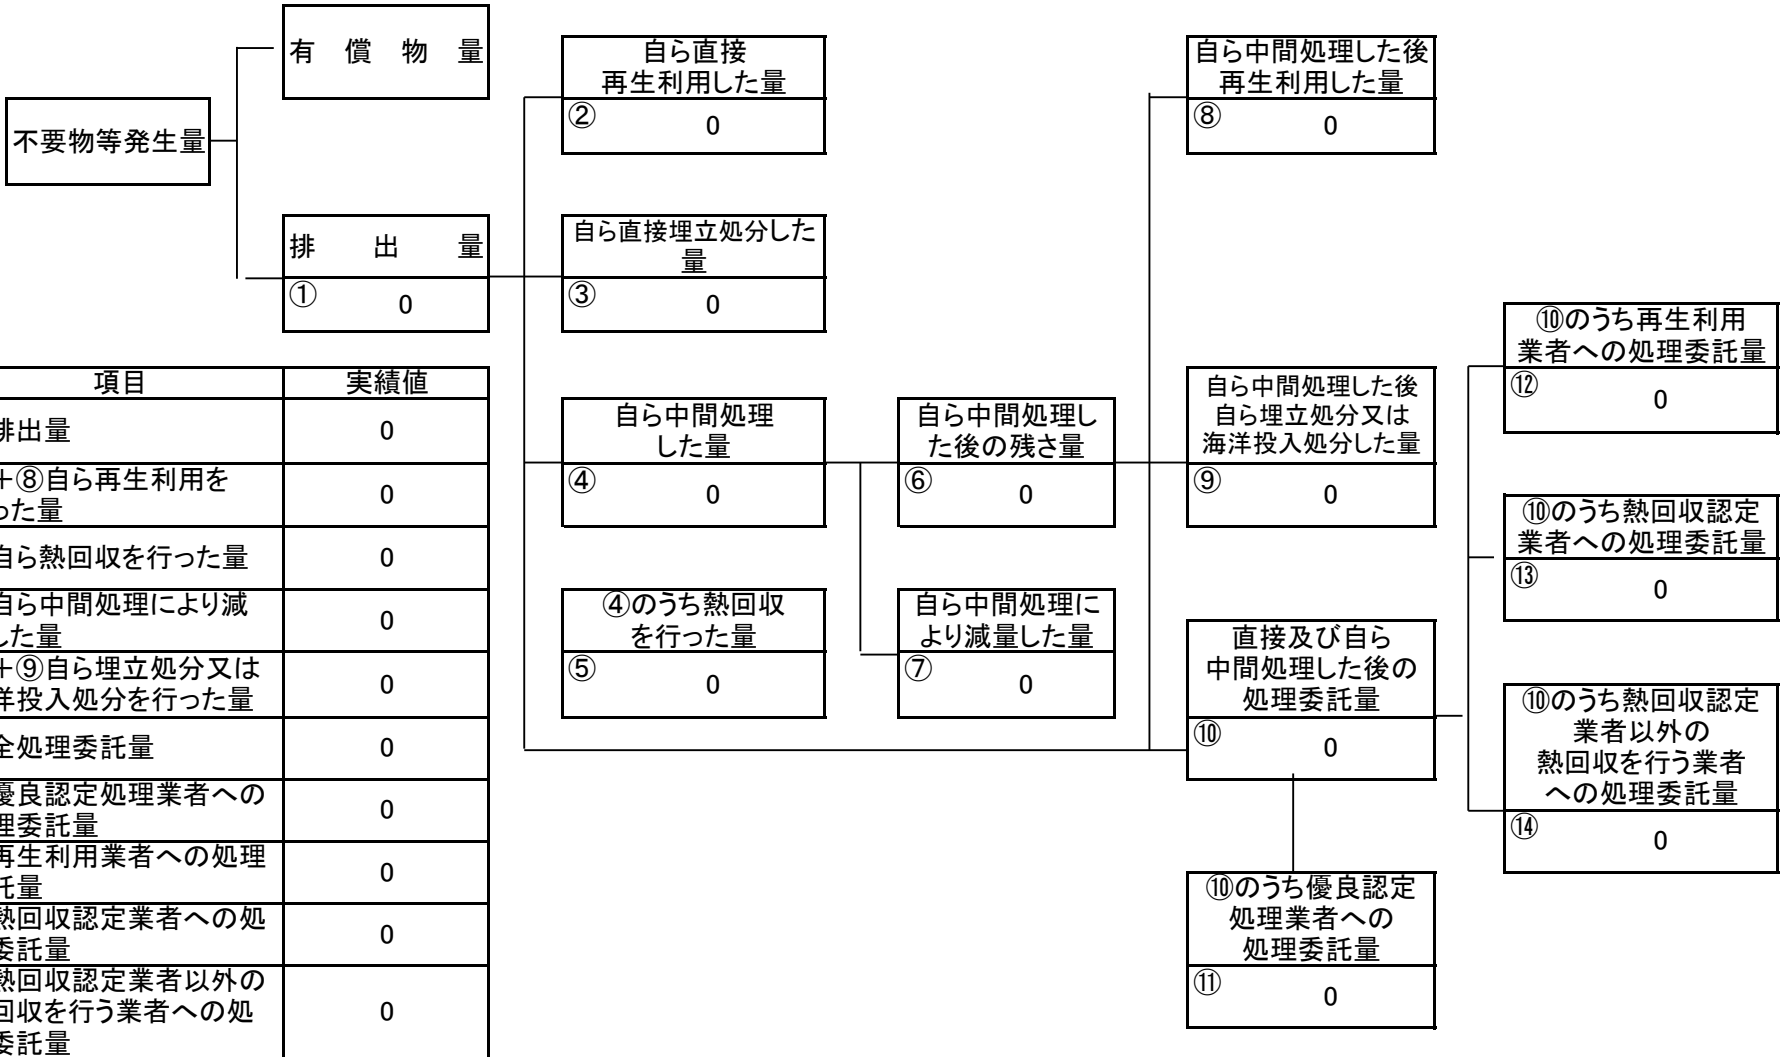 有償物量
不要物等発生量
排出量
① 0
自ら直接
再生利用した量
② 0
自ら直接埋立処分した
量
③ 0
自ら中間処理
した量
④ 0
④のうち熱回収
を行った量
⑤ 0
自ら中間処理し
た後の残さ量
⑥ 0
自ら中間処理に
より減量した量
⑦ 0
自ら中間処理した後
再生利用した量
⑧ 0
自ら中間処理した後
自ら埋立処分又は
海洋投入処分した量
⑨ 0
直接及び自ら
中間処理した後の
処理委託量
⑩ 0
⑩のうち優良認定
処理業者への
処理委託量
⑪ 0
⑩のうち再生利用
業者への処理委託量
⑫ 0
⑩のうち熱回収認定
業者への処理委託量
⑬ 0
⑩のうち熱回収認定
業者以外の
熱回収を行う業者
への処理委託量
⑭ 0
項目 実績値
排出量 0
+⑧自ら再生利用を
った量 0
自ら熱回収を行った量 0
自ら中間処理により減
した量 0
+⑨自ら埋立処分又は
洋投入処分を行った量 0
全処理委託量 0
優良認定処理業者への
理委託量 0
再生利用業者への処理
託量 0
熱回収認定業者への処
委託量 0
熱回収認定業者以外の
回収を行う業者への処
委託量 0